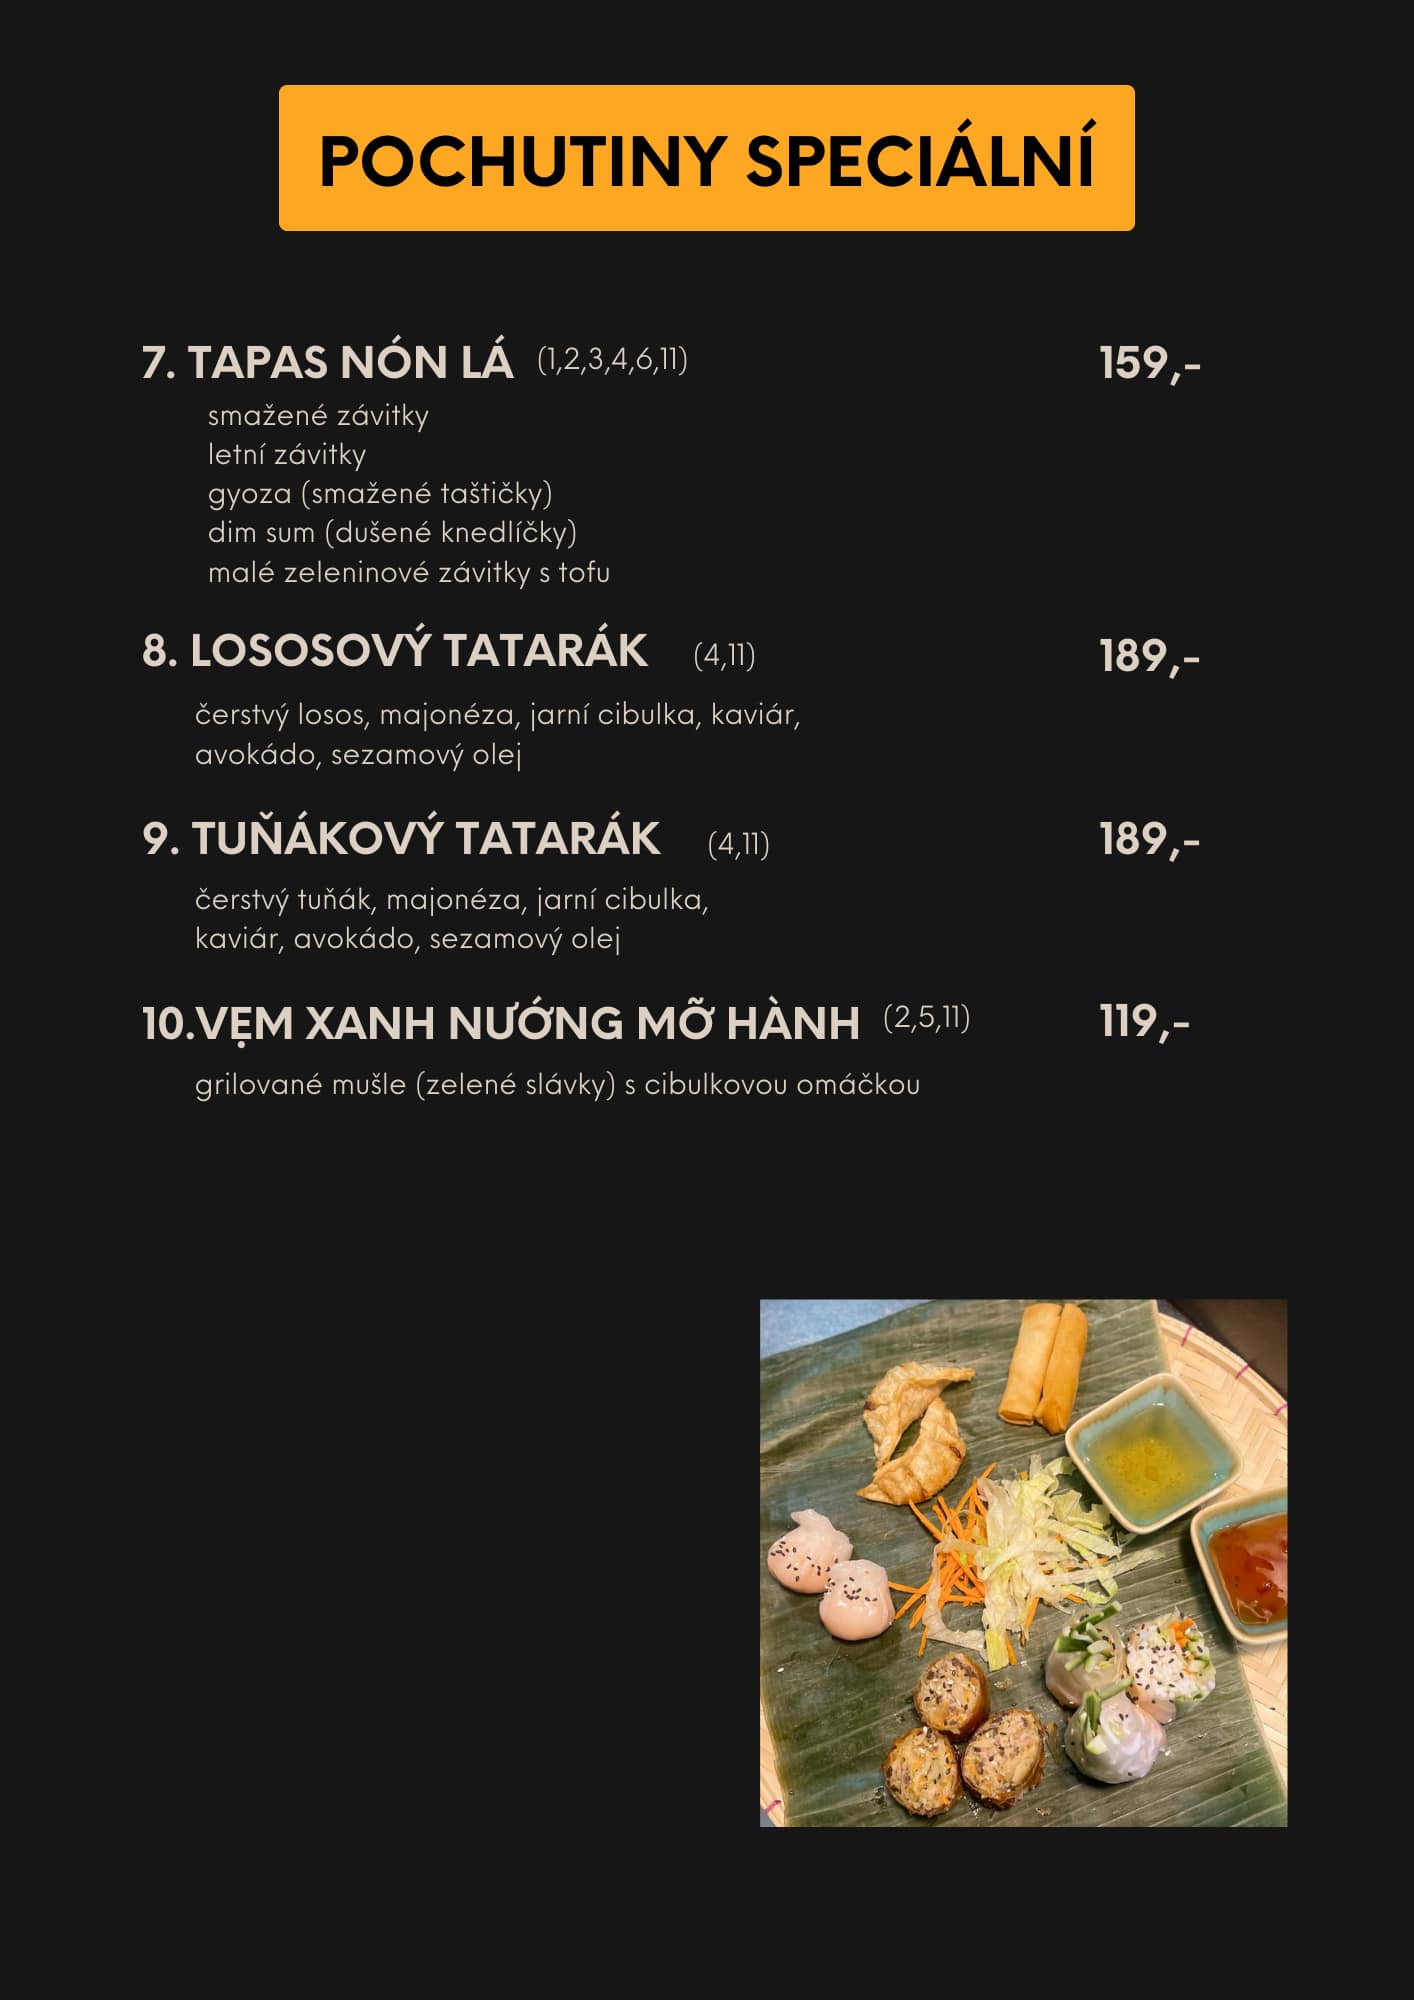 POCHUTINY SPECIÁLNÍ
7. TAPAS NÓN LÁ (1,2,3,4,6,11) 159,-
smažené závitky
letní závitky
gyoza (smažené taštičky)
dim sum (dušené knedlíčky)
malé zeleninové závitky s tofu
8. LOSOSOVÝ TATARÁK (4,11) 189,-
čerstvý losos, majonéza, jarní cibulka, kaviár,
avokádo, sezamový olej
9. TUŇÁKOVÝ TATARÁK (4,11) 189,-
čerstvý tuňák, majonéza, jarní cibulka,
kaviár, avokádo, sezamový olej
10.VẸM XANH NƯỚNG MỠ HÀNH (2,5,11) 119,-
grilované mušle (zelené slávky) s cibulkovou omáčkou